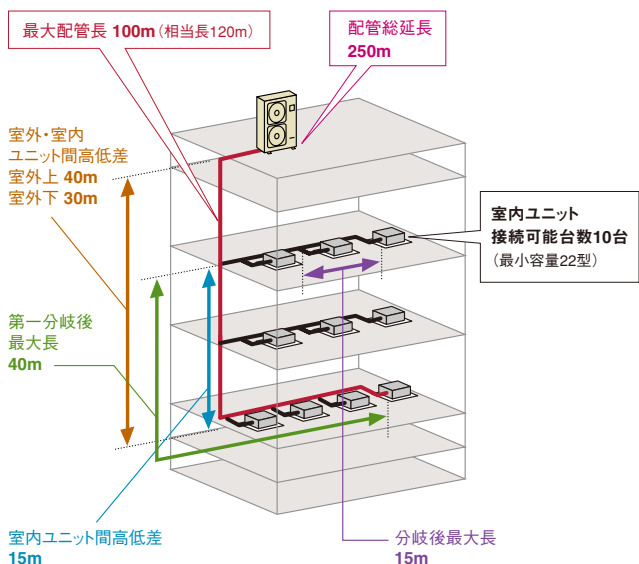 最大配管長 100m（相当長120m）
配管総延長
250m
室外・室内
ユニット間高低差
室外上 40m
室外下 30m
室内ユニット
接続可能台数10台
（最小容量22型）
第一分岐後
最大長
40m
室内ユニット間高低差
15m
分岐後最大長
15m